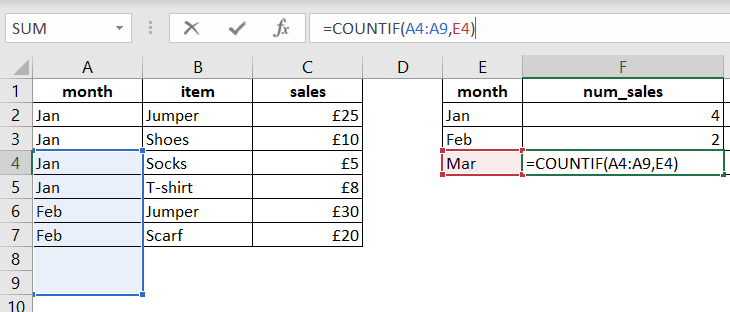 SUM fx =COUNTIF(A4:A9,E4)
A B C D E F
1 month item sales month num_sales
2 Jan Jumper £25 Jan 4
3 Jan Shoes £10 Feb 2
4 Jan Socks £5 Mar =COUNTIF(A4:A9,E4)
5 Jan T-shirt £8
6 Feb Jumper £30
7 Feb Scarf £20
8
9
10